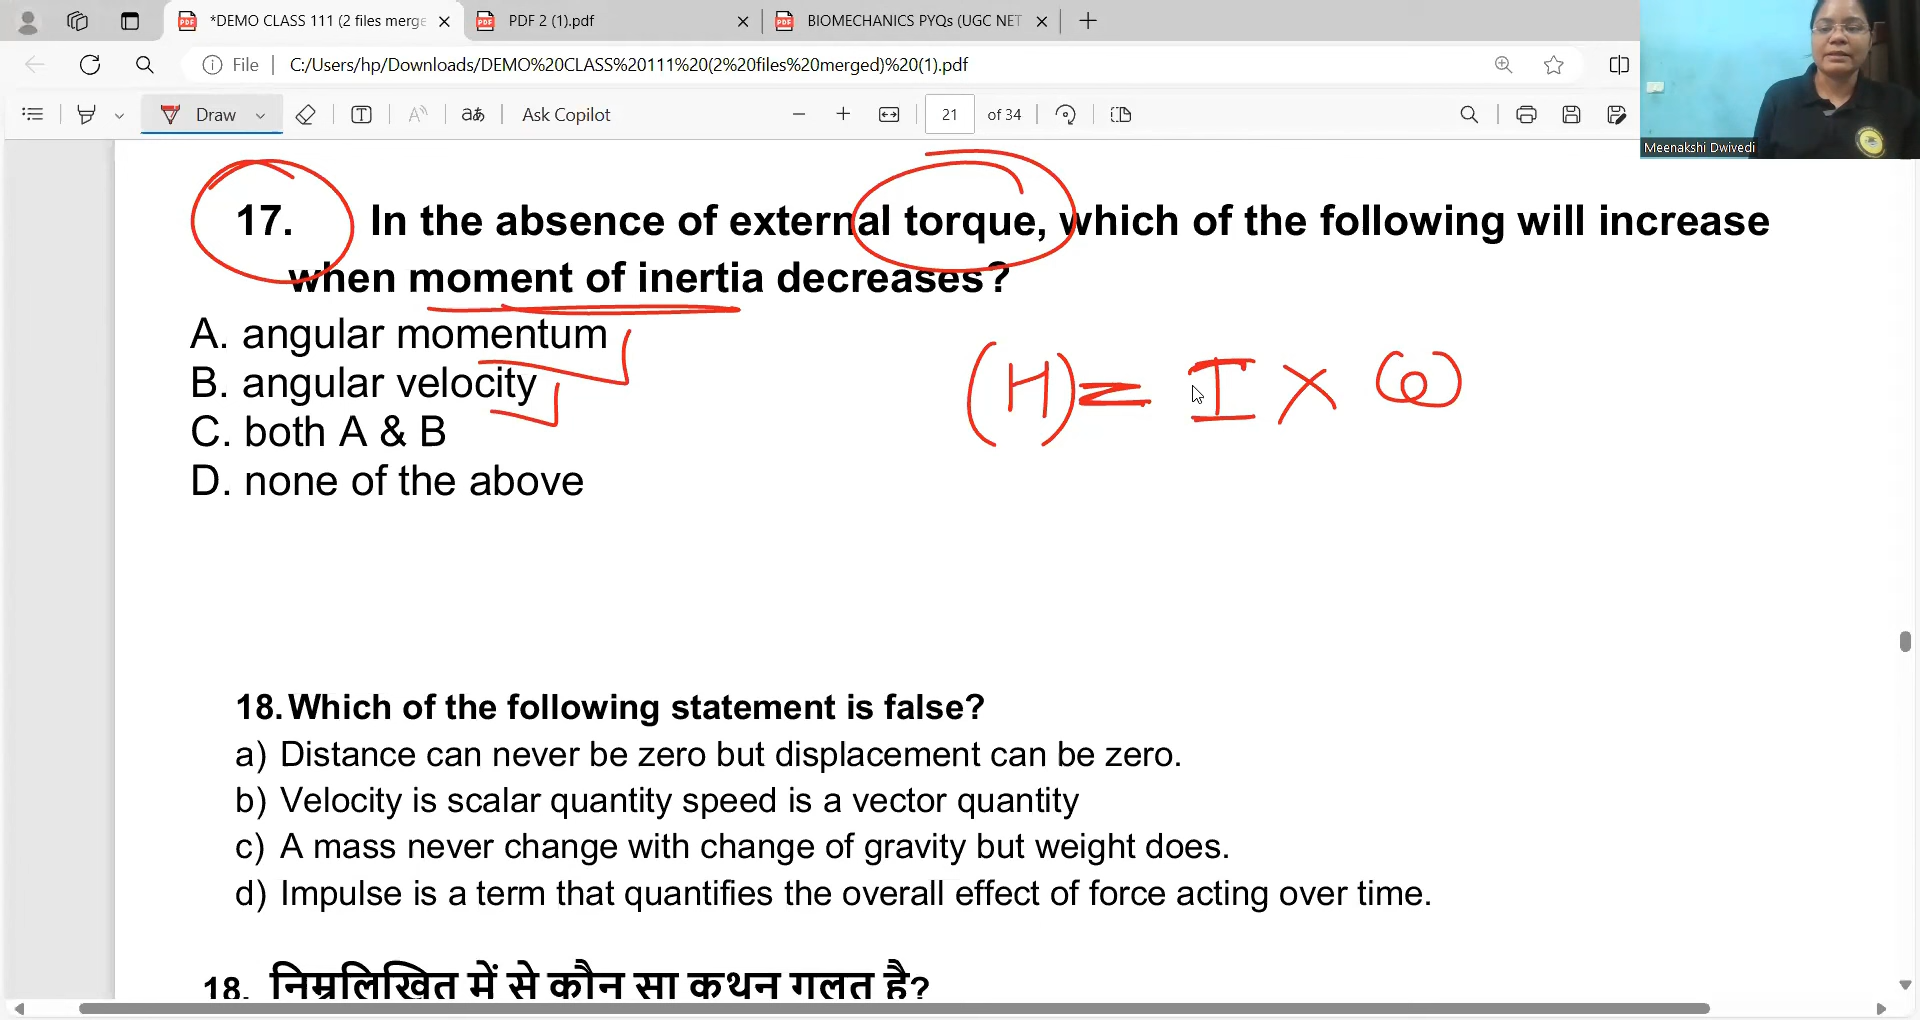 *DEMO CLASS 111 (2 files merge
PDF 2 (1).pdf
BIOMECHANICS PYQs (UGC NET
File
C:/Users/hp/Downloads/DEMO%20CLASS%20111%20(2%20files%20merged)%20(1).pdf
Draw
Ask Copilot
21 of 34
Meenakshi Dwivedi
17. In the absence of external torque, which of the following will increase
when moment of inertia decreases?
A. angular momentum
B. angular velocity
C. both A & B
D. none of the above
(H) = I × ω
18. Which of the following statement is false?
a) Distance can never be zero but displacement can be zero.
b) Velocity is scalar quantity speed is a vector quantity
c) A mass never change with change of gravity but weight does.
d) Impulse is a term that quantifies the overall effect of force acting over time.
18. निम्नलिखित में से कौन सा कथन गलत है?